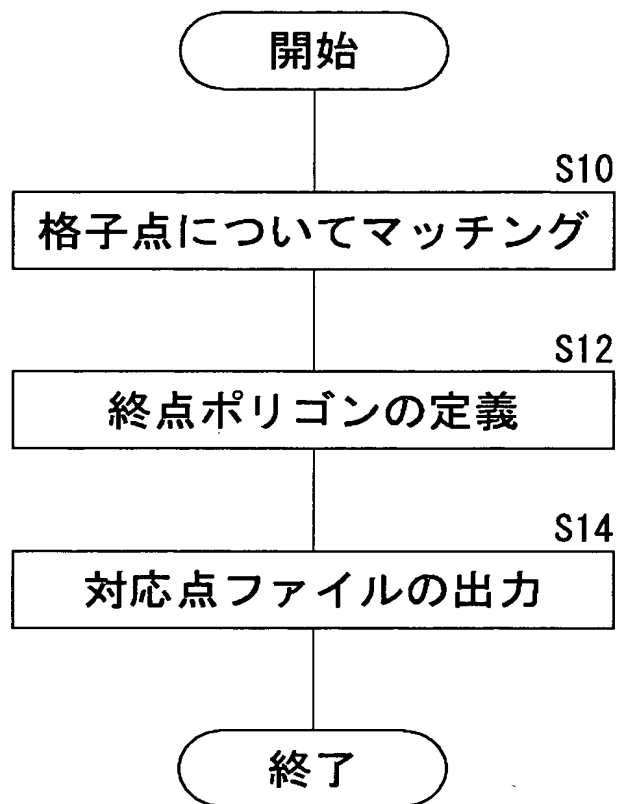 開始
S10
格子点についてマッチング
S12
終点ポリゴンの定義
S14
対応点ファイルの出力
終了